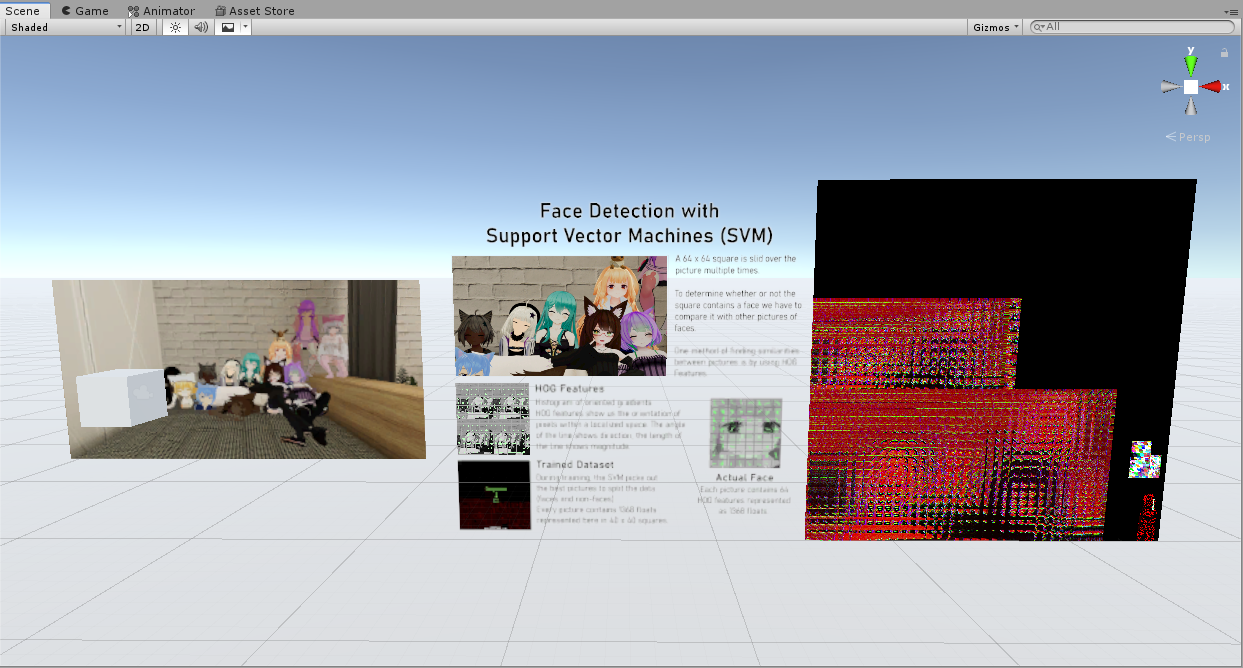 Scene Game Animator Asset Store
Shaded 2D Gizmos All
y
x
Persp
Face Detection with
Support Vector Machines (SVM)
A 64 x 64 square is slid over the
picture multiple times.
To determine whether or not the
square contains a face we have to
compare it with other pictures of
faces.
One method of finding similarities
between pictures is by using HOG
Features.
HOG Features
Histogram of oriented gradients
HOG features show us the orientation of
pixels within a localized space. The angle
of the line shows direction, the length of
the line shows magnitude.
Trained Dataset
During training, the SVM picks out
the best pictures to split the data
(faces and non-faces)
Every picture contains floats
represented here in squares.
Actual Face
Each picture contains
HOG features represented
as floats